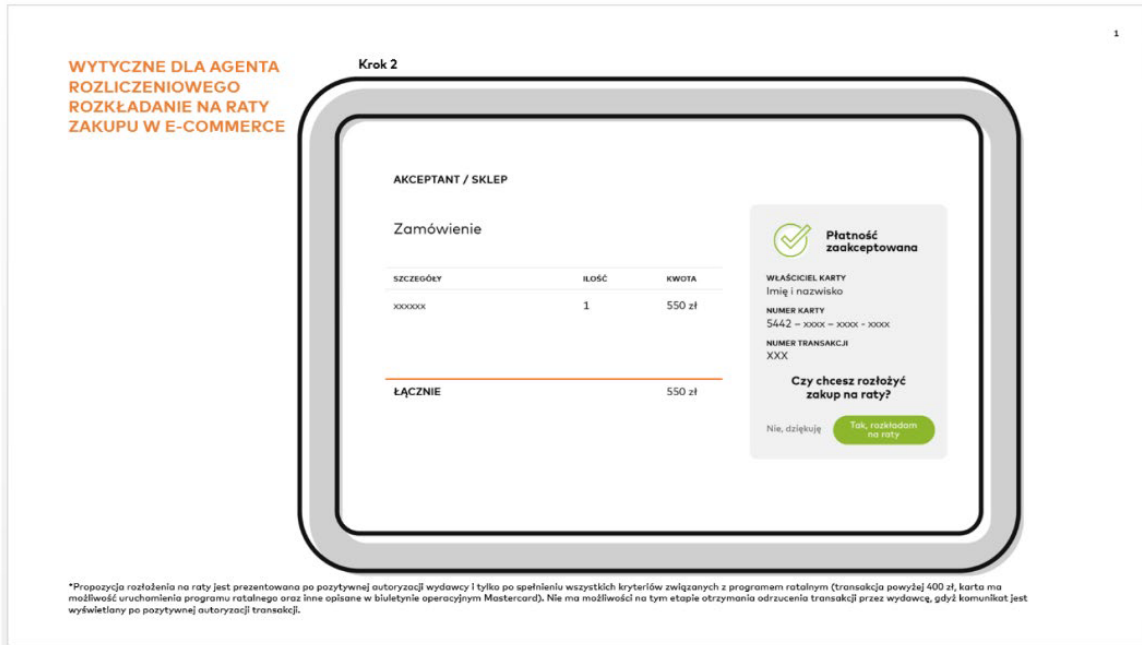 1
WYTYCZNE DLA AGENTA
ROZLICZENIOWEGO
ROZKŁADANIE NA RATY
ZAKUPU W E-COMMERCE
Krok 2
AKCEPTANT / SKLEP
Zamówienie
SZCZEGÓŁY ILOŚĆ KWOTA
xxxxxx 1 550 zł
ŁĄCZNIE 550 zł
Płatność
zaakceptowana
WŁAŚCICIEL KARTY
Imię i nazwisko
NUMER KARTY
5442 – xxxx – xxxx - xxxx
NUMER TRANSAKCJI
XXX
Czy chcesz rozłożyć
zakup na raty?
Nie, dziękuję
Tak, rozkładam
na raty
*Propozycja rozłożenia na raty jest prezentowana po pozytywnej autoryzacji wydawcy i tylko po spełnieniu wszystkich kryteriów związanych z programem ratalnym (transakcja powyżej 400 zł, karta ma
możliwość uruchomienia programu ratalnego oraz inne opisane w biuletynie operacyjnym Mastercard). Nie ma możliwości na tym etapie otrzymania odrzucenia transakcji przez wydawcę, gdyż komunikat jest
wyświetlany po pozytywnej autoryzacji transakcji.